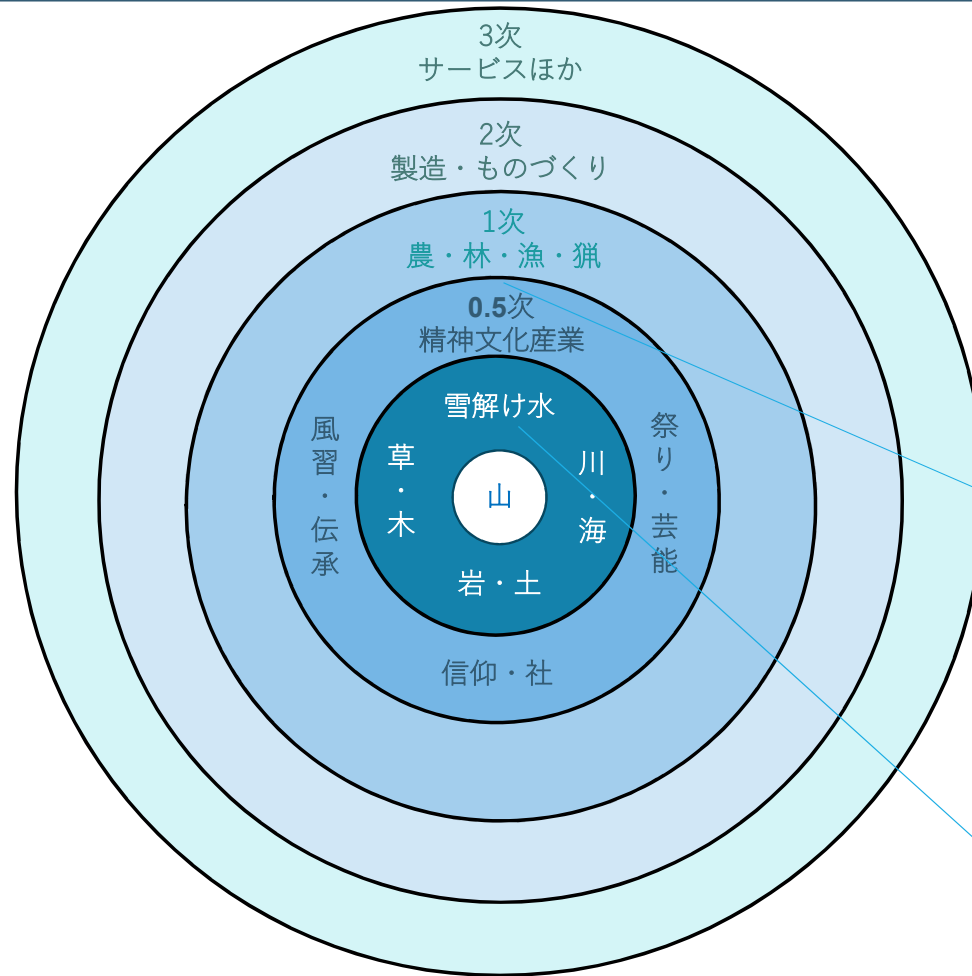 3次
サービスほか
2次
製造・ものづくり
1次
農・林・漁・猟
0.5次
精神文化産業
雪解け水
風習・伝承
草・木
山
川・海
祭り・芸能
岩・土
信仰・社